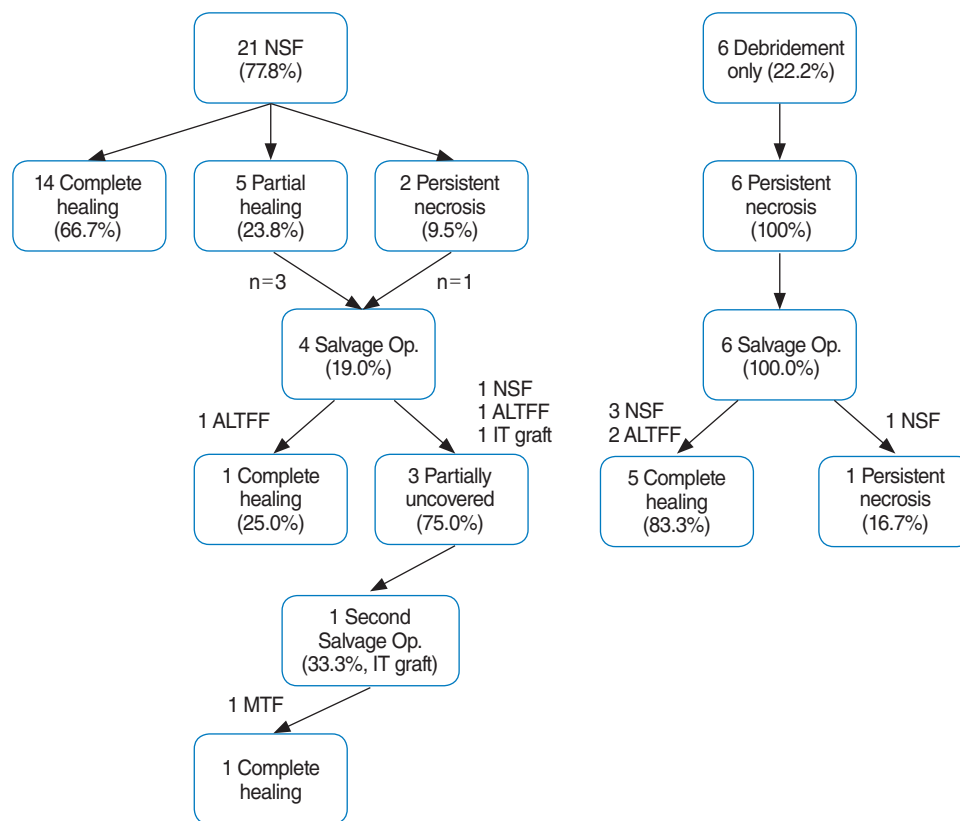 21 NSF
(77.8%)
6 Debridement
only (22.2%)
14 Complete
healing
(66.7%)
5 Partial
healing
(23.8%)
2 Persistent
necrosis
(9.5%)
6 Persistent
necrosis
(100%)
n=3
n=1
4 Salvage Op.
(19.0%)
6 Salvage Op.
(100.0%)
1 ALTFF
1 NSF
1 ALTFF
1 IT graft
3 NSF
2 ALTFF
1 NSF
1 Complete
healing
(25.0%)
3 Partially
uncovered
(75.0%)
5 Complete
healing
(83.3%)
1 Persistent
necrosis
(16.7%)
1 Second
Salvage Op.
(33.3%, IT graft)
1 MTF
1 Complete
healing